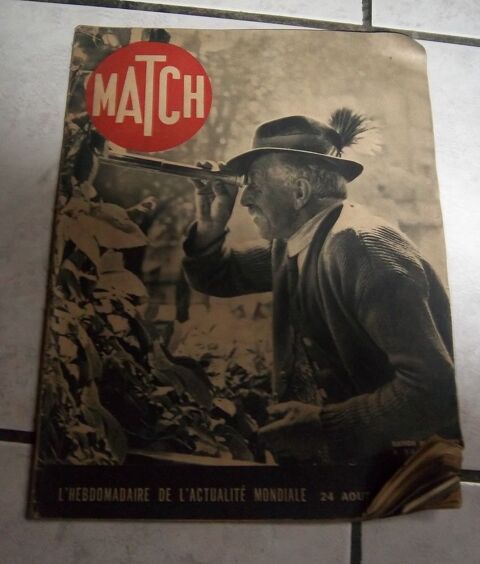 MATCH
L'HEBDOMADAIRE DE L'ACTUALITÉ MONDIALE 24 AOUT